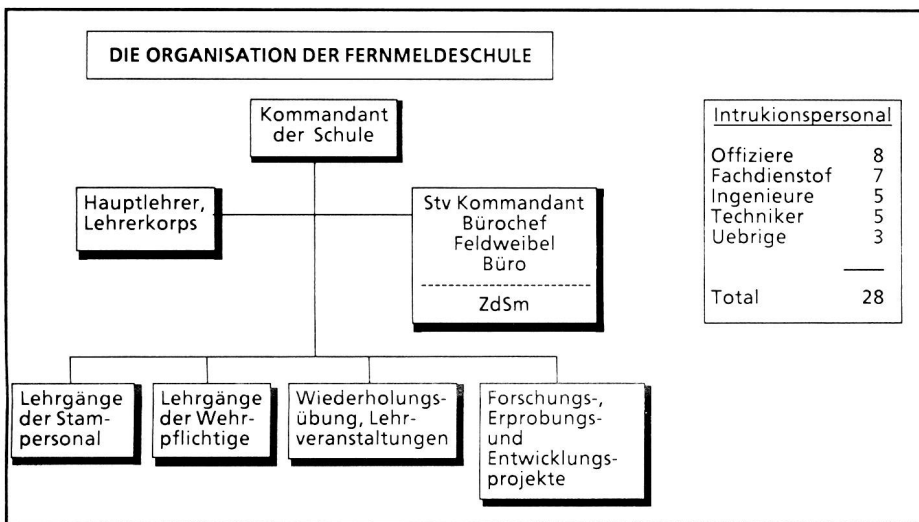 DIE ORGANISATION DER FERNMELDESCHULE
Kommandant
der Schule
Hauptlehrer,
Lehrerkorps
Stv Kommandant
Bürochef
Feldweibel
Büro
ZdSm
Intrukionspersonal
Offiziere 8
Fachdienstof 7
Ingenieure 5
Techniker 5
Uebrige 3
Total 28
Lehrgänge
der Stam-
personal
Lehrgänge
der Wehr-
pflichtige
Wiederholungs-
übung, Lehr-
veranstaltungen
Forschungs-,
Erprobungs-
und
Entwicklungs-
projekte